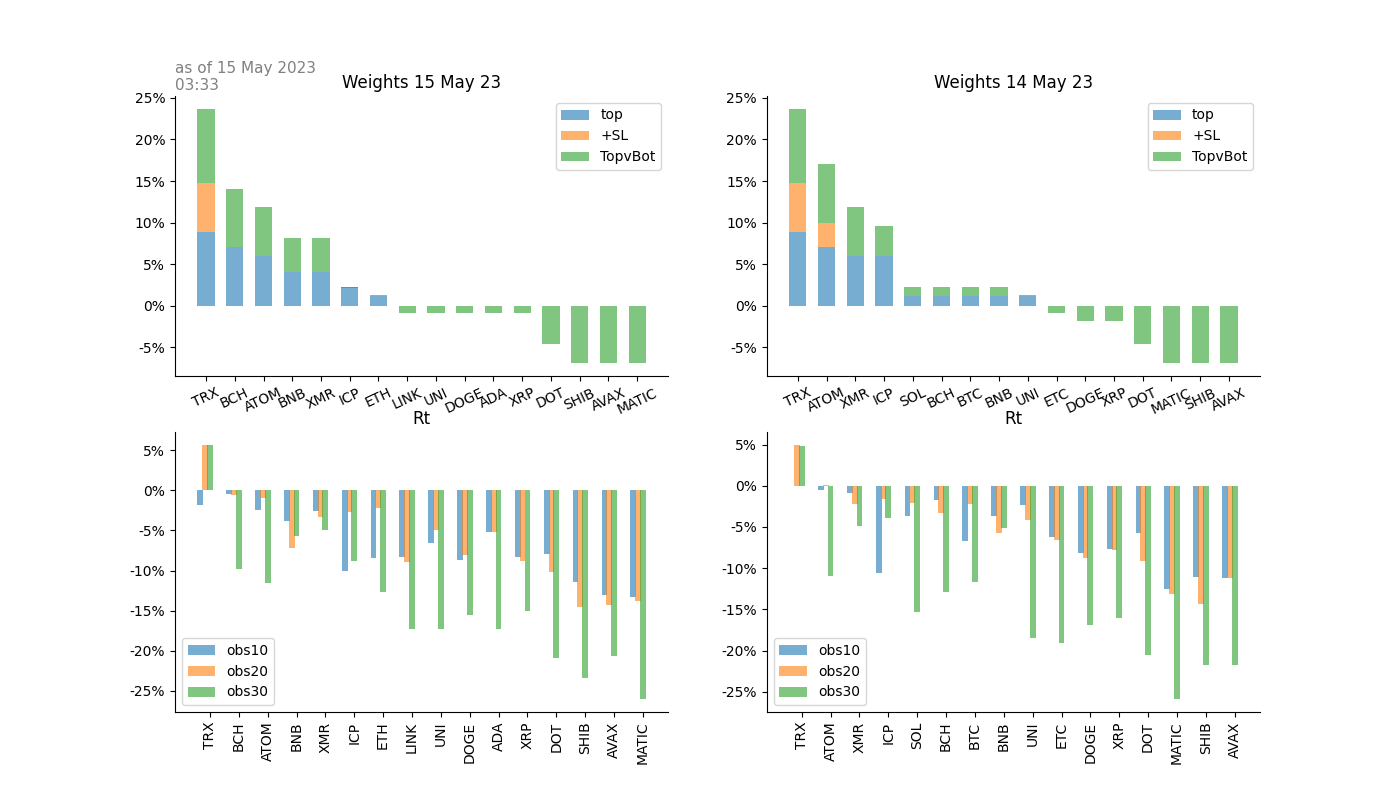 as of 15 May 2023
03:33
Weights 15 May 23
25%
20%
15%
10%
5%
0%
-5%
top
+SL
TopvBot
TRX BCH ATOM BNB XMR ICP ETH LINK UNI DOGE ADA XRP DOT SHIB AVAX MATIC
Weights 14 May 23
25%
20%
15%
10%
5%
0%
-5%
top
+SL
TopvBot
TRX ATOM XMR ICP SOL BCH BTC BNB UNI ETC DOGE XRP DOT MATIC SHIB AVAX
Rt
5%
0%
-5%
-10%
-15%
-20%
-25%
obs10
obs20
obs30
TRX BCH ATOM BNB XMR ICP ETH LINK UNI DOGE ADA XRP DOT SHIB AVAX MATIC
Rt
5%
0%
-5%
-10%
-15%
-20%
-25%
obs10
obs20
obs30
TRX ATOM XMR ICP SOL BCH BTC BNB UNI ETC DOGE XRP DOT MATIC SHIB AVAX